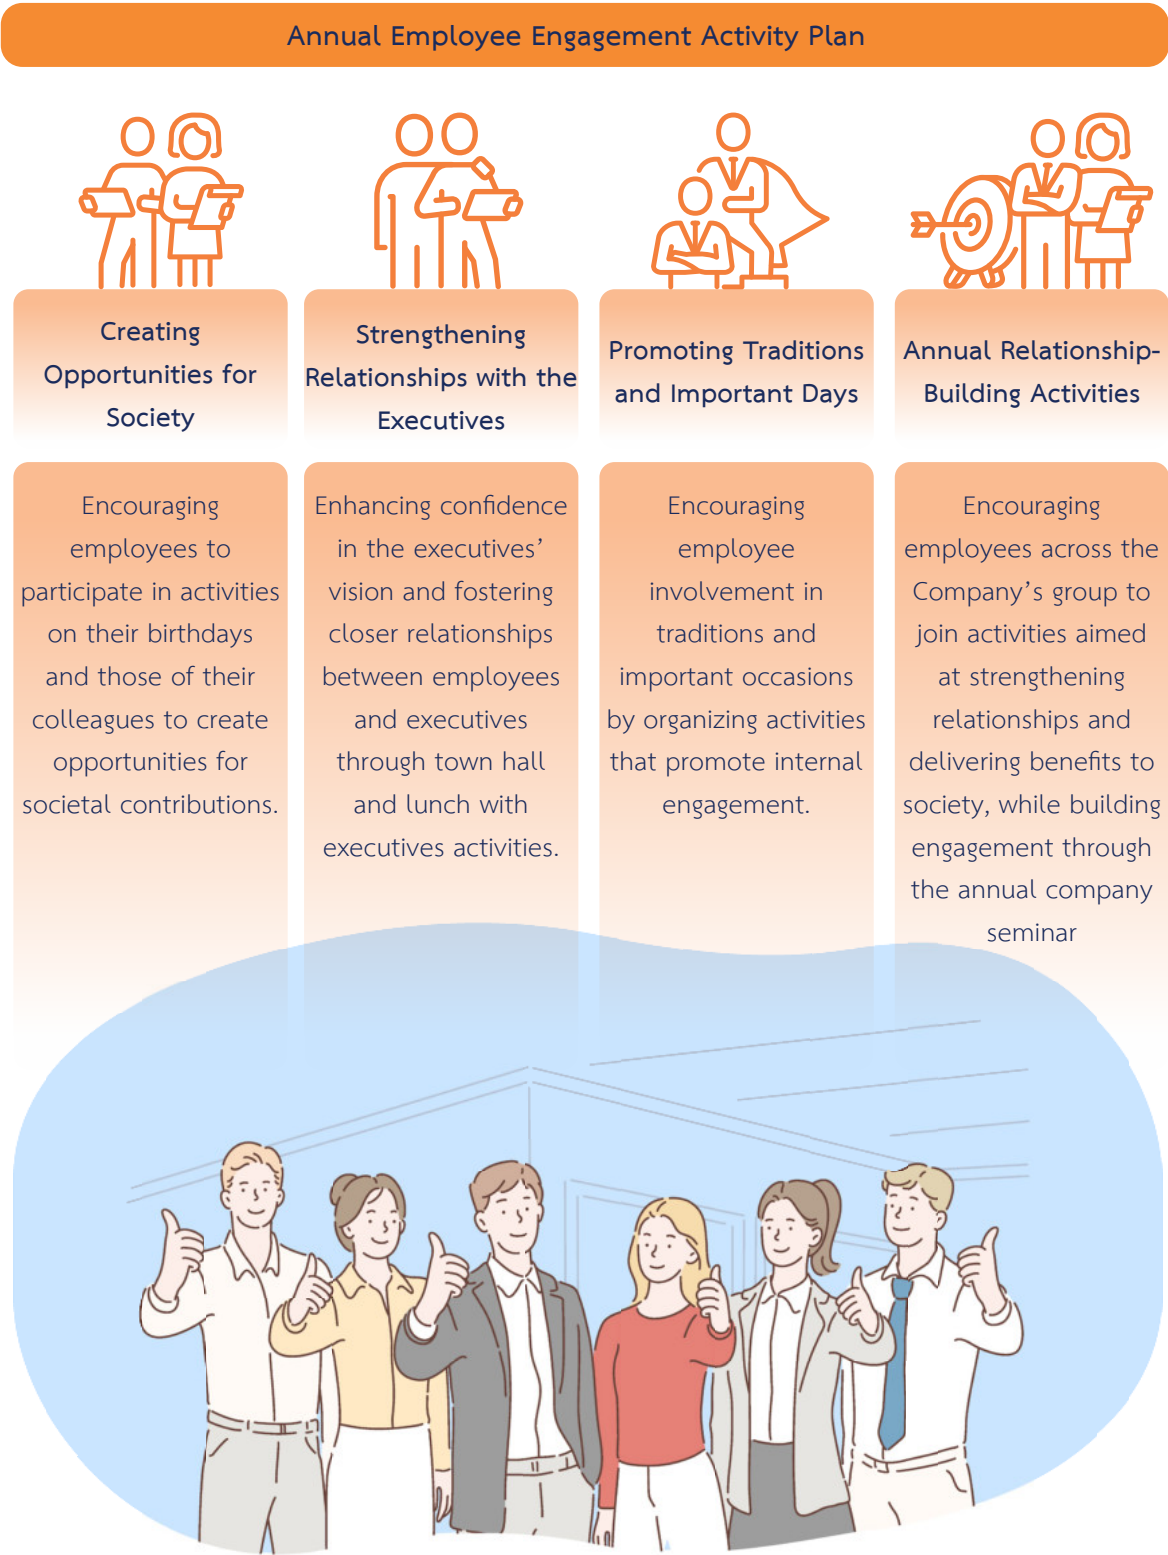 Annual Employee Engagement Activity Plan
Creating
Opportunities for
Society
Encouraging
employees to
participate in activities
on their birthdays
and those of their
colleagues to create
opportunities for
societal contributions.
Strengthening
Relationships with the
Executives
Enhancing confidence
in the executives’
vision and fostering
closer relationships
between employees
and executives
through town hall
and lunch with
executives activities.
Promoting Traditions
and Important Days
Encouraging
employee
involvement in
traditions and
important occasions
by organizing activities
that promote internal
engagement.
Annual Relationship-
Building Activities
Encouraging
employees across the
Company’s group to
join activities aimed
at strengthening
relationships and
delivering benefits to
society, while building
engagement through
the annual company
seminar